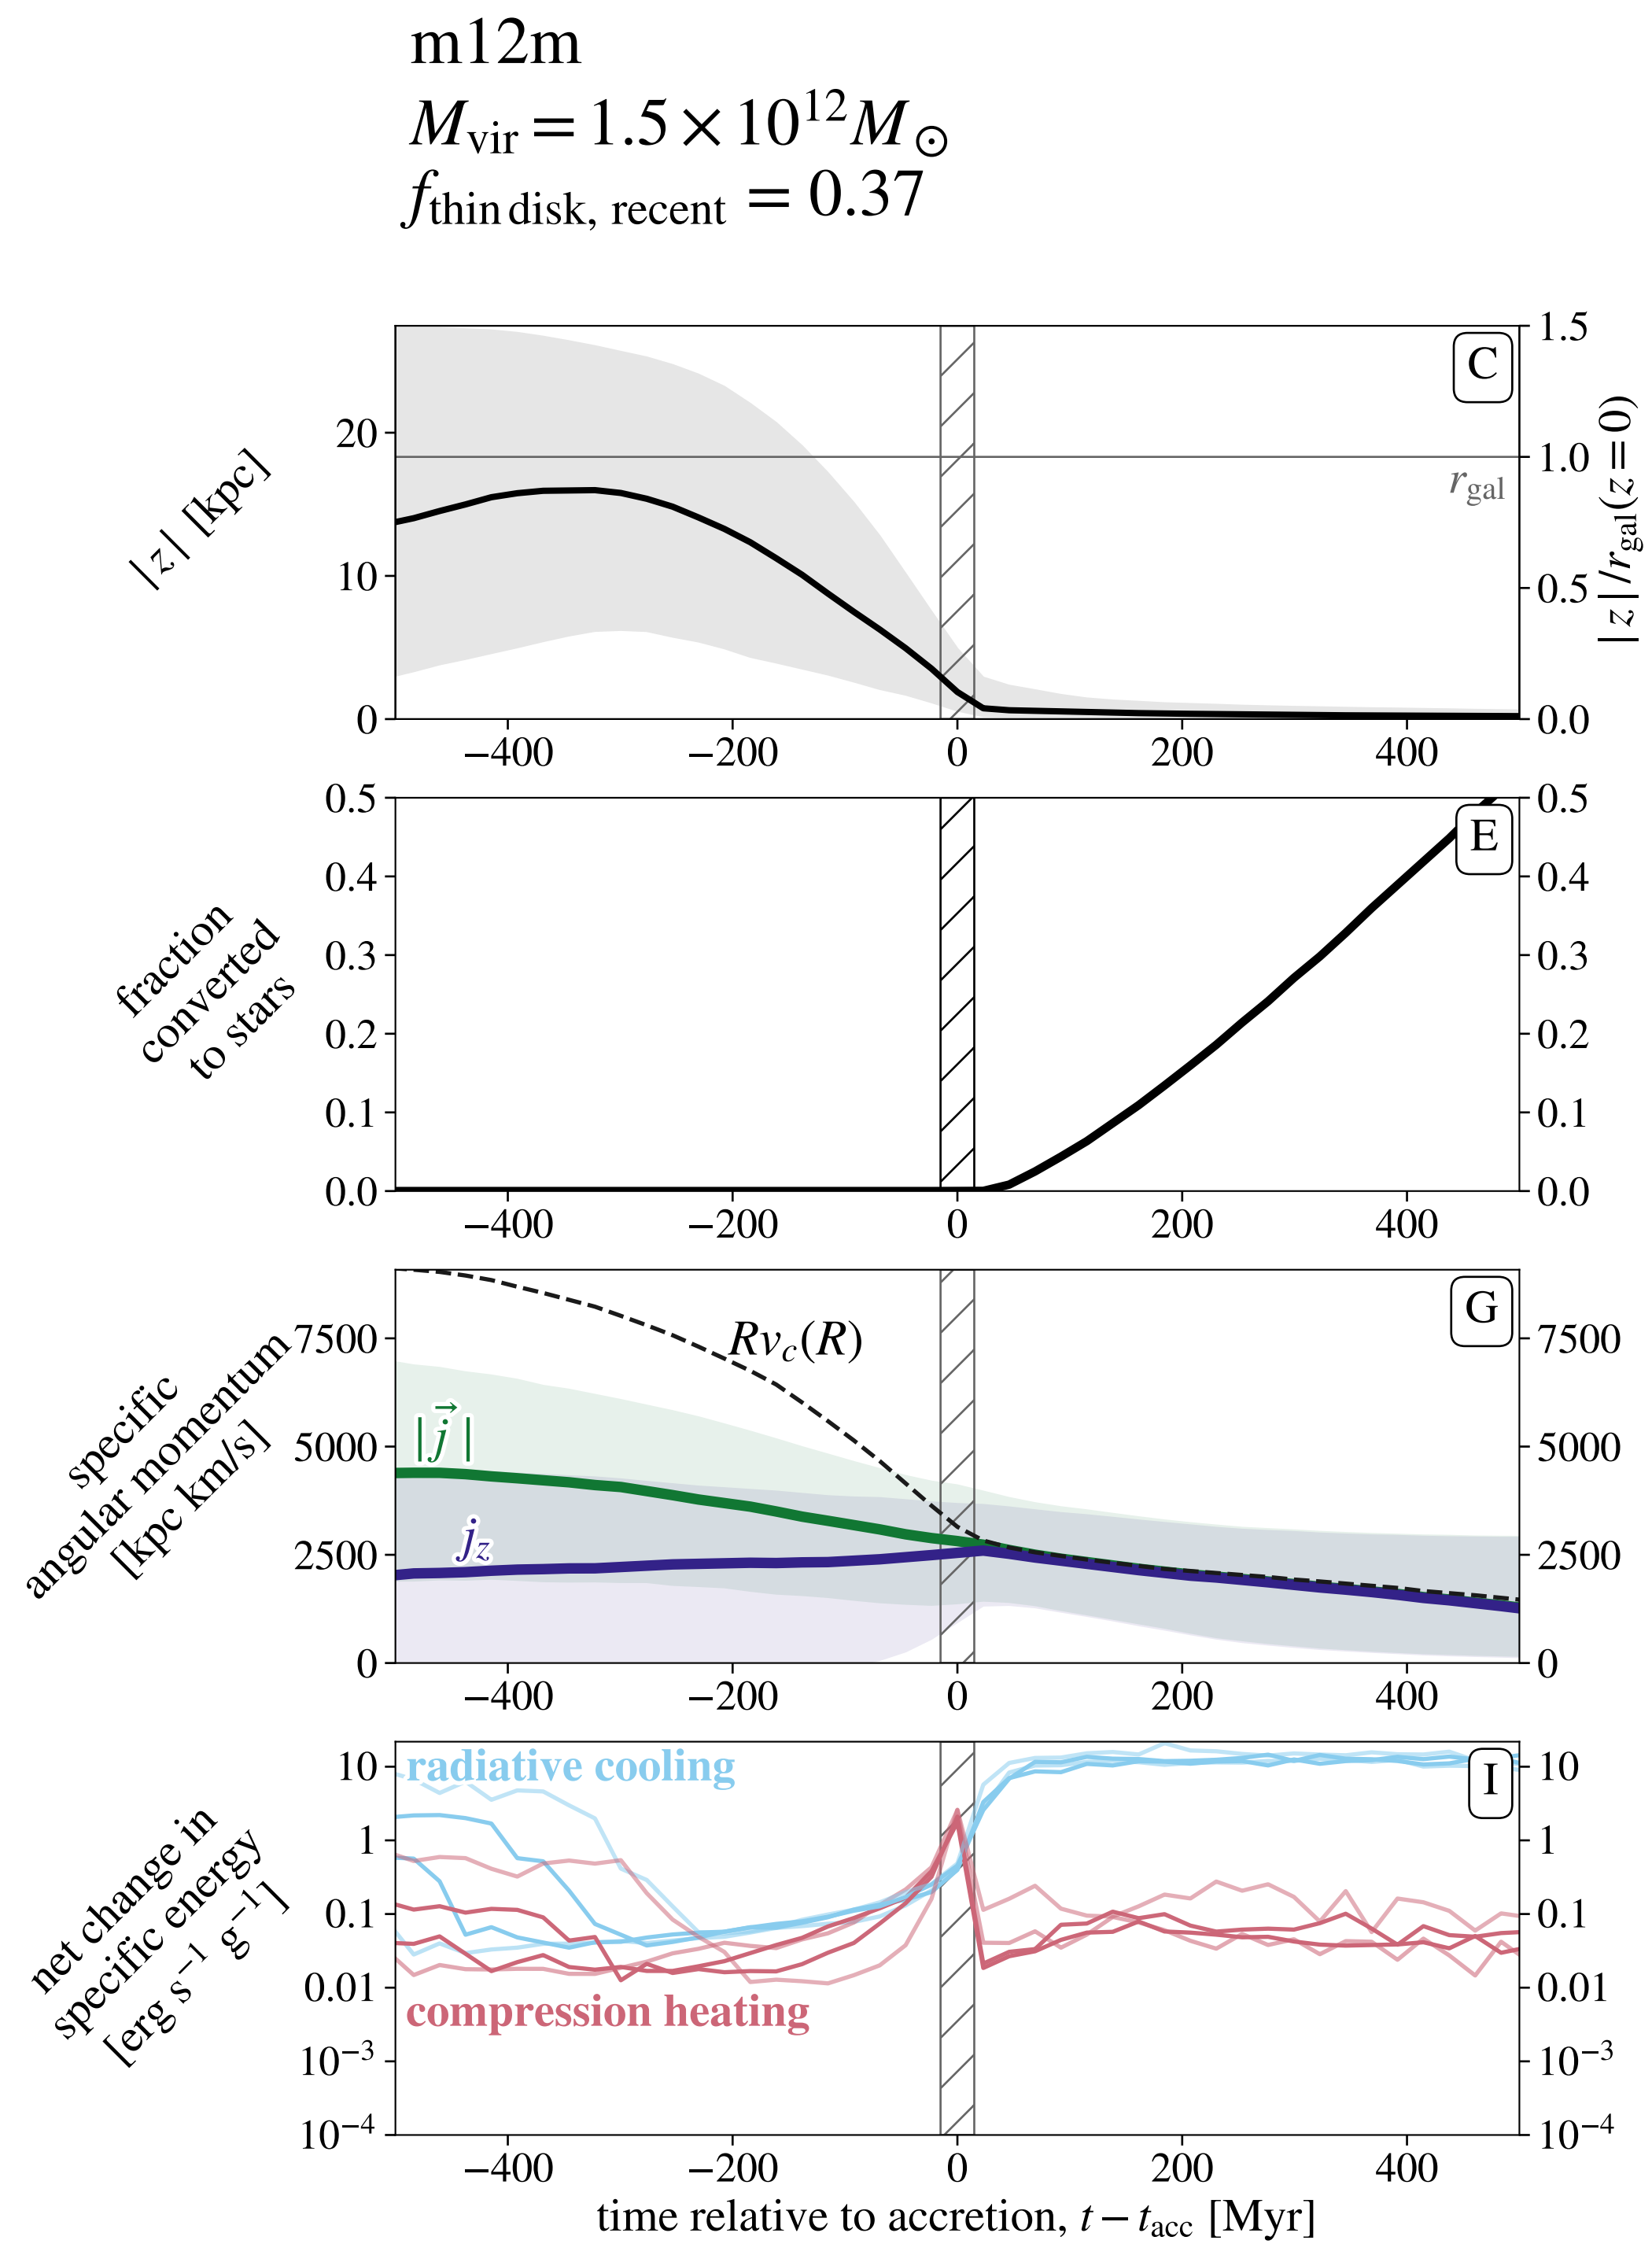 m12m
M_vir = 1.5 × 10^12 M_⊙
f_thin disk, recent = 0.37
|z| [kpc]
20
10
0
C
r_gal
1.5
1.0
0.5
0.0
|z|/r_gal(z = 0)
−400 −200 0 200 400
fraction
converted
to stars
0.5
0.4
0.3
0.2
0.1
0.0
E
0.5
0.4
0.3
0.2
0.1
0.0
−400 −200 0 200 400
specific
angular momentum
[kpc km/s]
7500
5000
2500
0
Rv_c(R)
G
|j⃗|
j_z
7500
5000
2500
0
−400 −200 0 200 400
net change in
specific energy
[erg s^−1 g^−1]
10
1
0.1
0.01
10^−3
10^−4
radiative cooling
I
compression heating
10
1
0.1
0.01
10^−3
10^−4
−400 −200 0 200 400
time relative to accretion, t − t_acc [Myr]